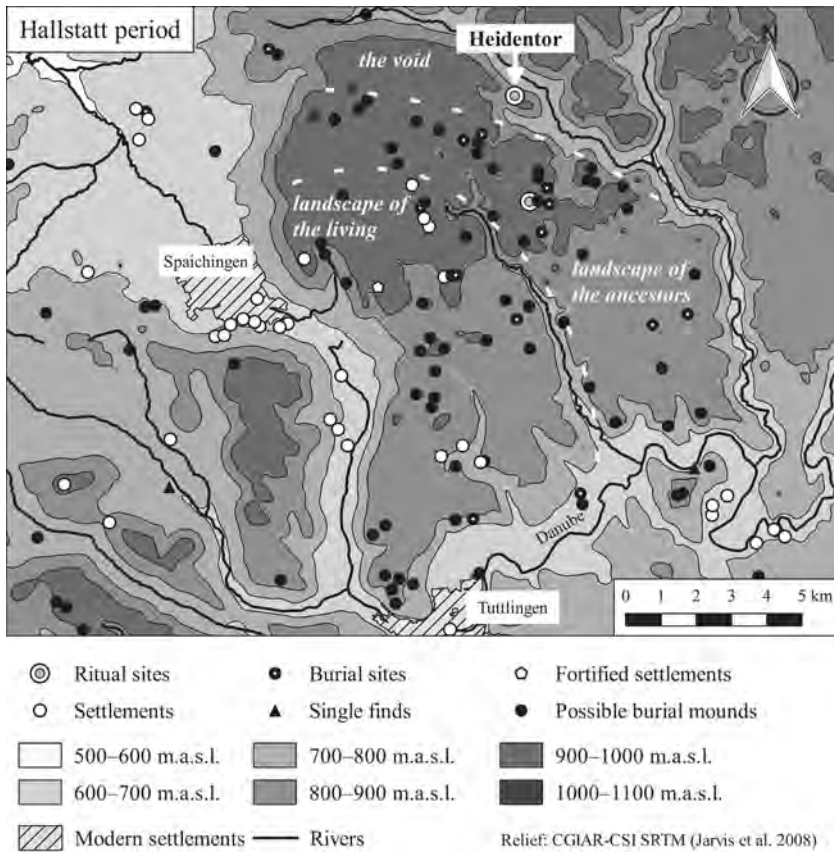 Hallstatt period
Heidentor
N
the void
landscape of
the living
Spaichingen
landscape of
the ancestors
Danube
Tuttlingen
0 1 2 3 4 5 km
Ritual sites
Burial sites
Fortified settlements
Settlements
Single finds
Possible burial mounds
500–600 m.a.s.l.
700–800 m.a.s.l.
900–1000 m.a.s.l.
600–700 m.a.s.l.
800–900 m.a.s.l.
1000–1100 m.a.s.l.
Modern settlements
Rivers
Relief: CGIAR-CSI SRTM (Jarvis et al. 2008)